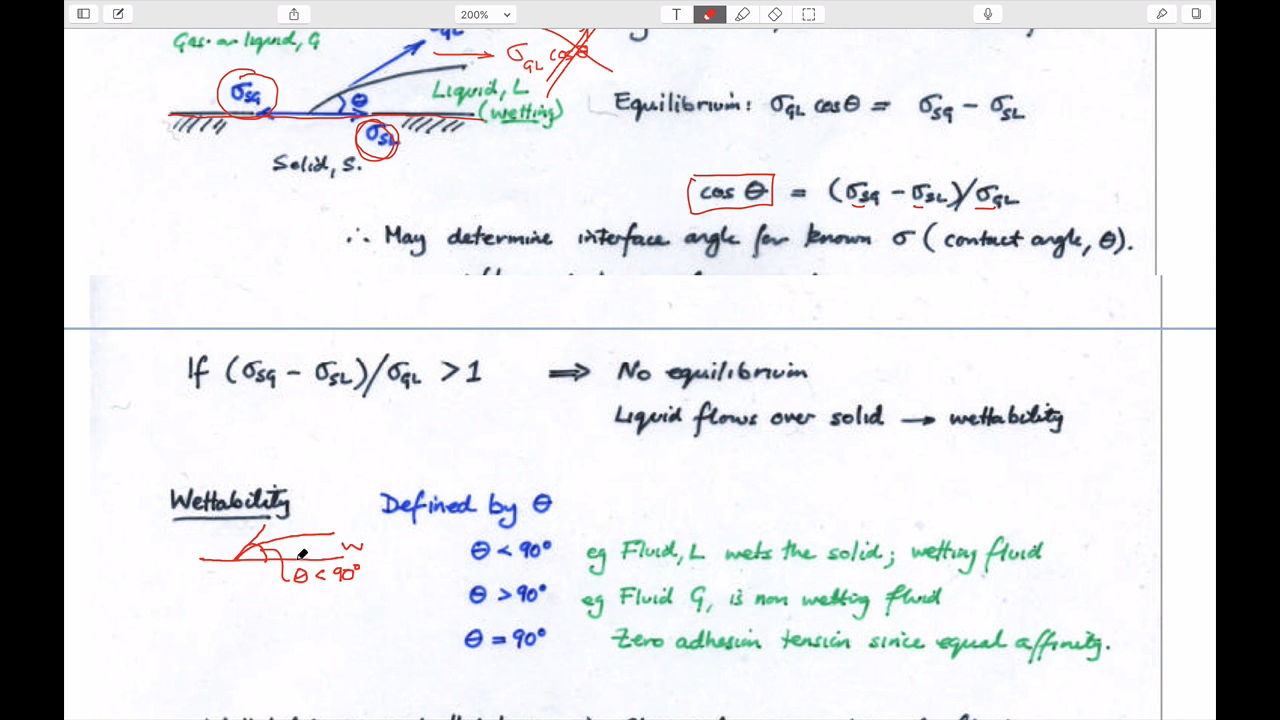 200%
T
Gas or liquid, G
σGL cos θ
σSG
θ
Liquid, L
(wetting)
σSL
Solid, S.
Equilibrium: σGL cosθ = σSG - σSL
cos θ = (σSG - σSL)/σGL
∴ May determine interface angle for known σ (contact angle, θ).
If (σSG - σSL)/σGL > 1 ⟹ No equilibrium
Liquid flows over solid → wettability
Wettability Defined by θ
W
θ < 90°
θ < 90° eg Fluid, L wets the solid; wetting fluid
θ > 90° eg Fluid G, is non wetting fluid
θ = 90° Zero adhesion tension since equal affinity.